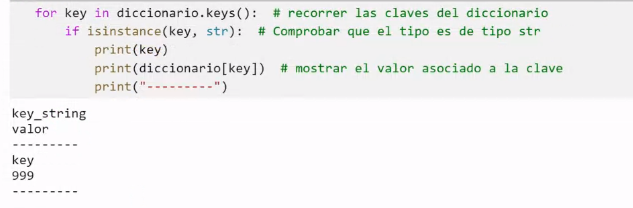 for key in diccionario.keys():  # recorrer las claves del diccionario
    if isinstance(key, str):  # Comprobar que el tipo es de tipo str
        print(key)
        print(diccionario[key])  # mostrar el valor asociado a la clave
        print("---------")
key_string
valor
---------
key
999
---------